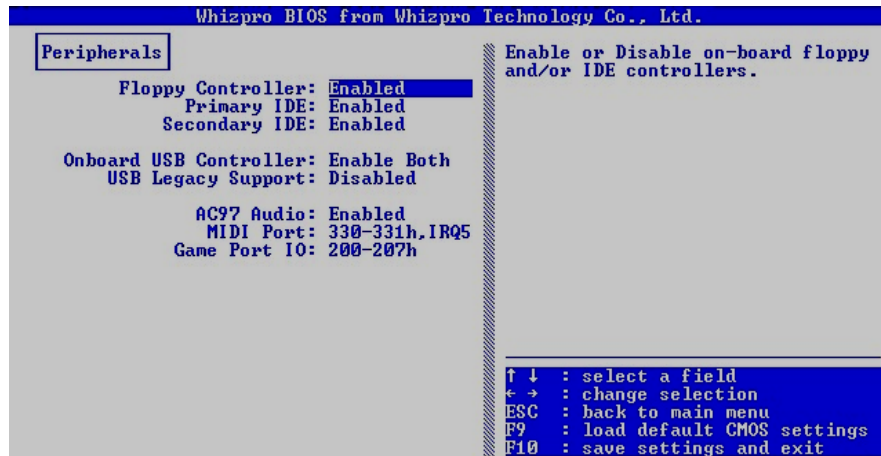 Whizpro BIOS from Whizpro Technology Co., Ltd.
Peripherals
Floppy Controller: Enabled
Primary IDE: Enabled
Secondary IDE: Enabled
Onboard USB Controller: Enable Both
USB Legacy Support: Disabled
AC97 Audio: Enabled
MIDI Port: 330-331h,IRQ5
Game Port IO: 200-207h
Enable or Disable on-board floppy
and/or IDE controllers.
↑ ↓ : select a field
← → : change selection
ESC : back to main menu
F9 : load default CMOS settings
F10 : save settings and exit